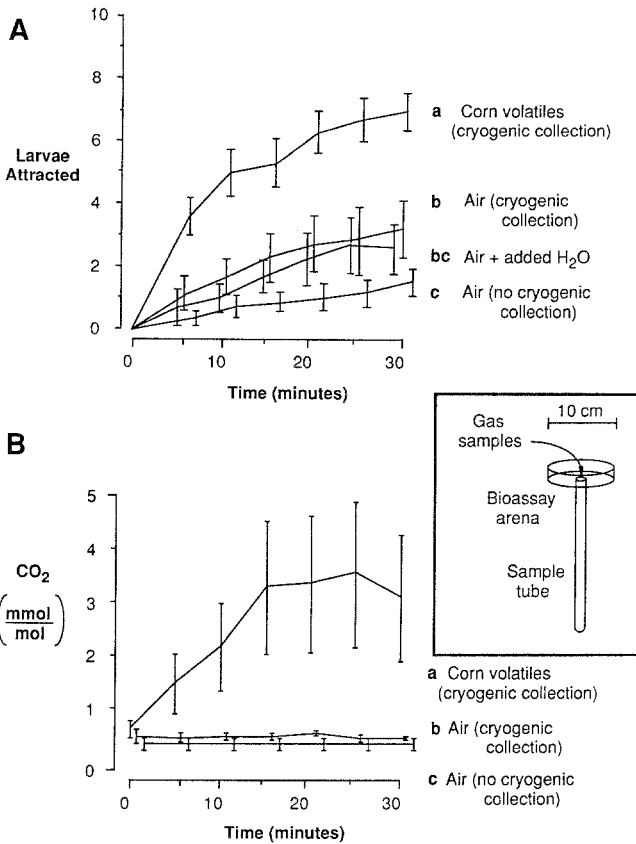 A
10
8
6
4
2
0
Larvae
Attracted
0
10
20
30
Time (minutes)
a Corn volatiles
(cryogenic collection)
b Air (cryogenic
collection)
bc Air + added H₂O
c Air (no cryogenic
collection)
B
5
4
3
2
1
0
CO₂
(mmol
mol)
0
10
20
30
Time (minutes)
10 cm
Gas
samples
Bioassay
arena
Sample
tube
a Corn volatiles
(cryogenic collection)
b Air (cryogenic
collection)
c Air (no cryogenic
collection)